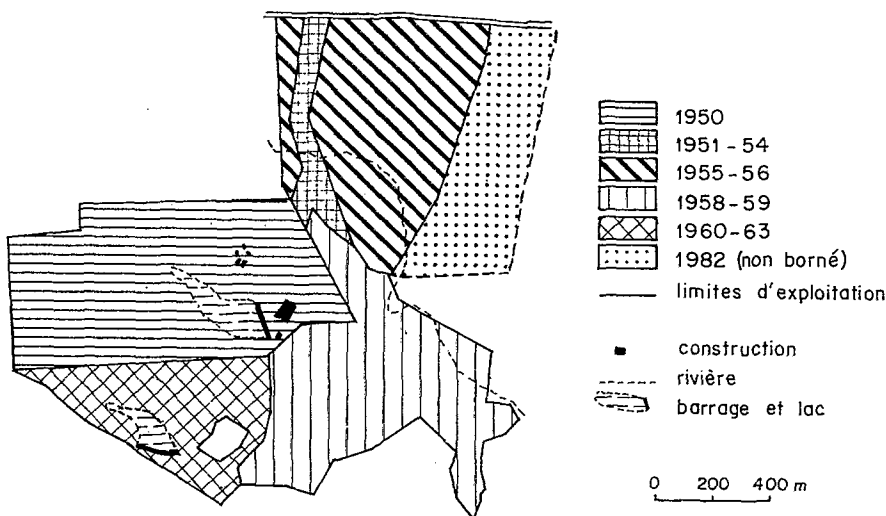 1950
1951-54
1955-56
1958-59
1960-63
1982 (non borné)
limites d'exploitation
construction
rivière
barrage et lac
0 200 400 m